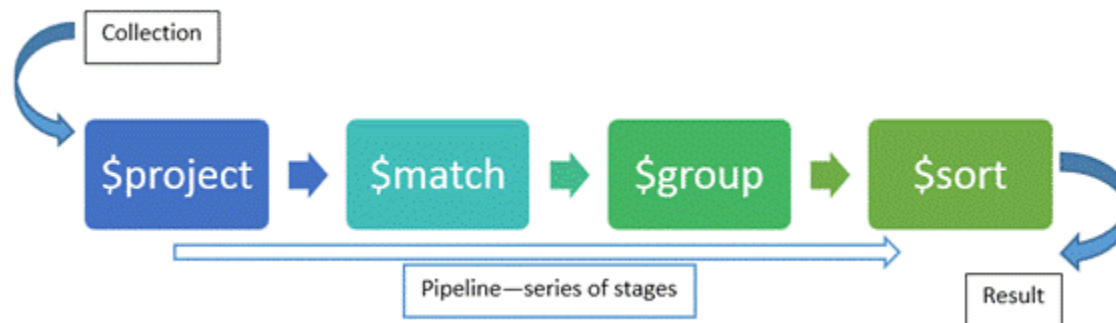 Collection
$project
$match
$group
$sort
Pipeline—series of stages
Result